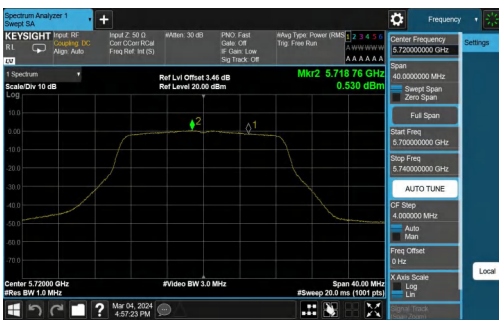 Spectrum Analyzer 1
Swept SA
Frequency
Settings
KEYSIGHT
RL
Input: RF
Coupling: DC
Align: Auto
Input Z: 50 Ω
Corr CCorr RCal
Freq Ref: Int (S)
#Atten: 30 dB
PNO: Fast
Gate: Off
IF Gain: Low
Sig Track: Off
#Avg Type: Power (RMS)
Trig: Free Run
1 2 3 4 5 6
A W W W W W
A A A A A A
1 Spectrum
Scale/Div 10 dB
Log
Ref Lvl Offset 3.46 dB
Ref Level 20.00 dBm
Mkr2 5.718 76 GHz
0.530 dBm
10.0
0.00
-10.0
-20.0
-30.0
-40.0
-50.0
-60.0
-70.0
2
1
Center 5.72000 GHz
#Res BW 1.0 MHz
#Video BW 3.0 MHz
Span 40.00 MHz
#Sweep 20.0 ms (1001 pts)
Mar 04, 2024
4:57:23 PM
Center Frequency
5.720000000 GHz
Span
40.0000000 MHz
Swept Span
Zero Span
Full Span
Start Freq
5.700000000 GHz
Stop Freq
5.740000000 GHz
AUTO TUNE
CF Step
4.000000 MHz
Auto
Man
Freq Offset
0 Hz
X Axis Scale
Log
Lin
Signal Track
Local